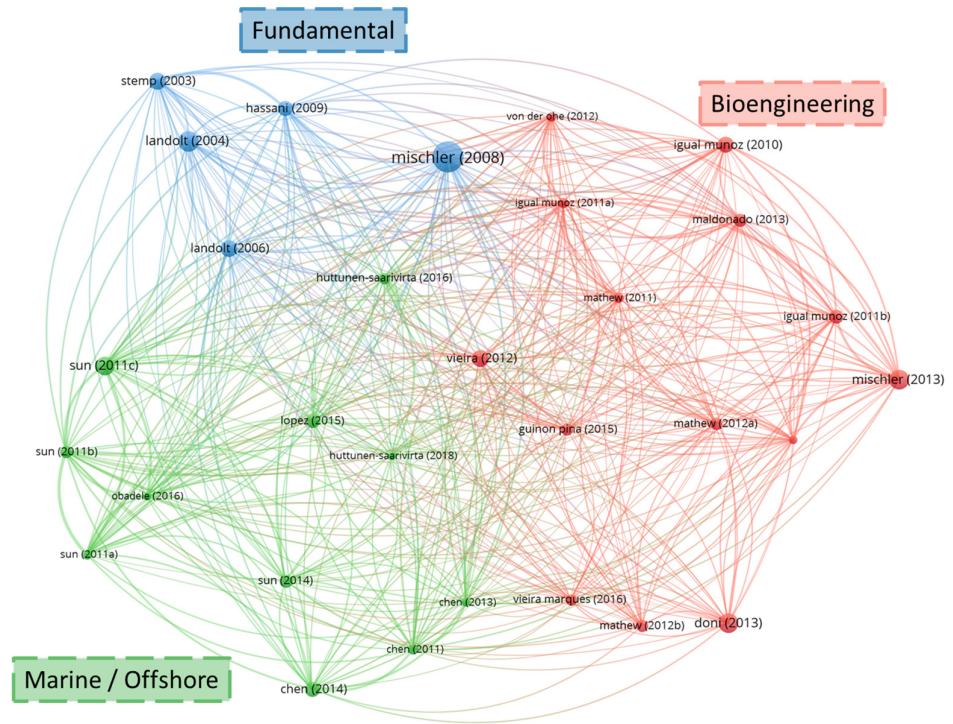 Fundamental
stemp (2003)
Bioengineering
hassani (2009)
von der ohe (2012)
landolt (2004)
igual munoz (2010)
mischler (2008)
igual munoz (2011a)
maldonado (2013)
landolt (2006)
huttunen-saarivirta (2016)
mathew (2011)
igual munoz (2011b)
vieira (2012)
sun (2011c)
mischler (2013)
lopez (2015)
mathew (2012a)
guinon pina (2015)
sun (2011b)
huttunen-saarivirta (2018)
obadele (2016)
sun (2011a)
sun (2014)
chen (2013)
vieira marques (2016)
doni (2013)
mathew (2012b)
chen (2011)
Marine / Offshore
chen (2014)